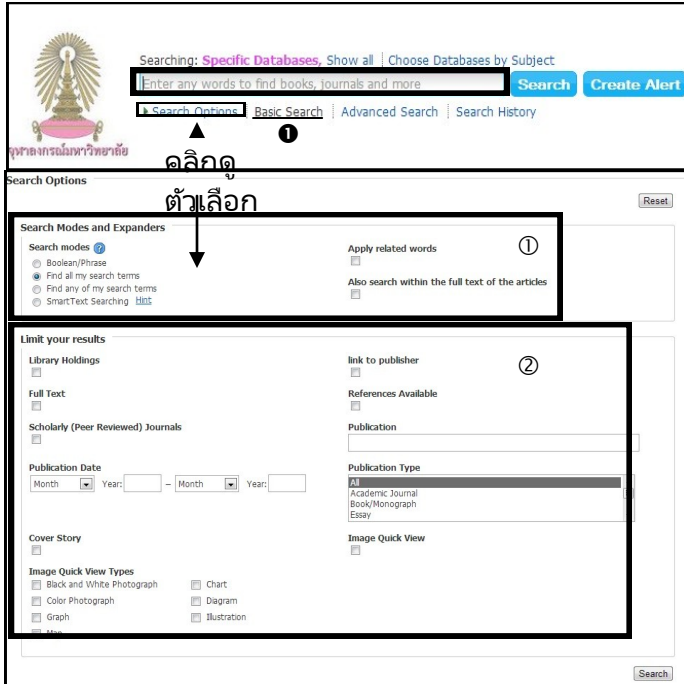 Searching: Specific Databases, Show all Choose Databases by Subject
Enter any words to find books, journals and more Search Create Alert
Search Options Basic Search Advanced Search Search History
❶
จุฬาลงกรณ์มหาวิทยาลัย
คลิกดู
ตัวเลือก
Search Options
Reset
Search Modes and Expanders
Search modes ?
Boolean/Phrase
Find all my search terms
Find any of my search terms
SmartText Searching Hint
Apply related words
Also search within the full text of the articles
①
Limit your results
②
Library Holdings link to publisher
Full Text References Available
Scholarly (Peer Reviewed) Journals Publication
Publication Date Publication Type
Month Year: – Month Year:
All
Academic Journal
Book/Monograph
Essay
Cover Story Image Quick View
Image Quick View Types
Black and White Photograph Chart
Color Photograph Diagram
Graph Illustration
Map
Search